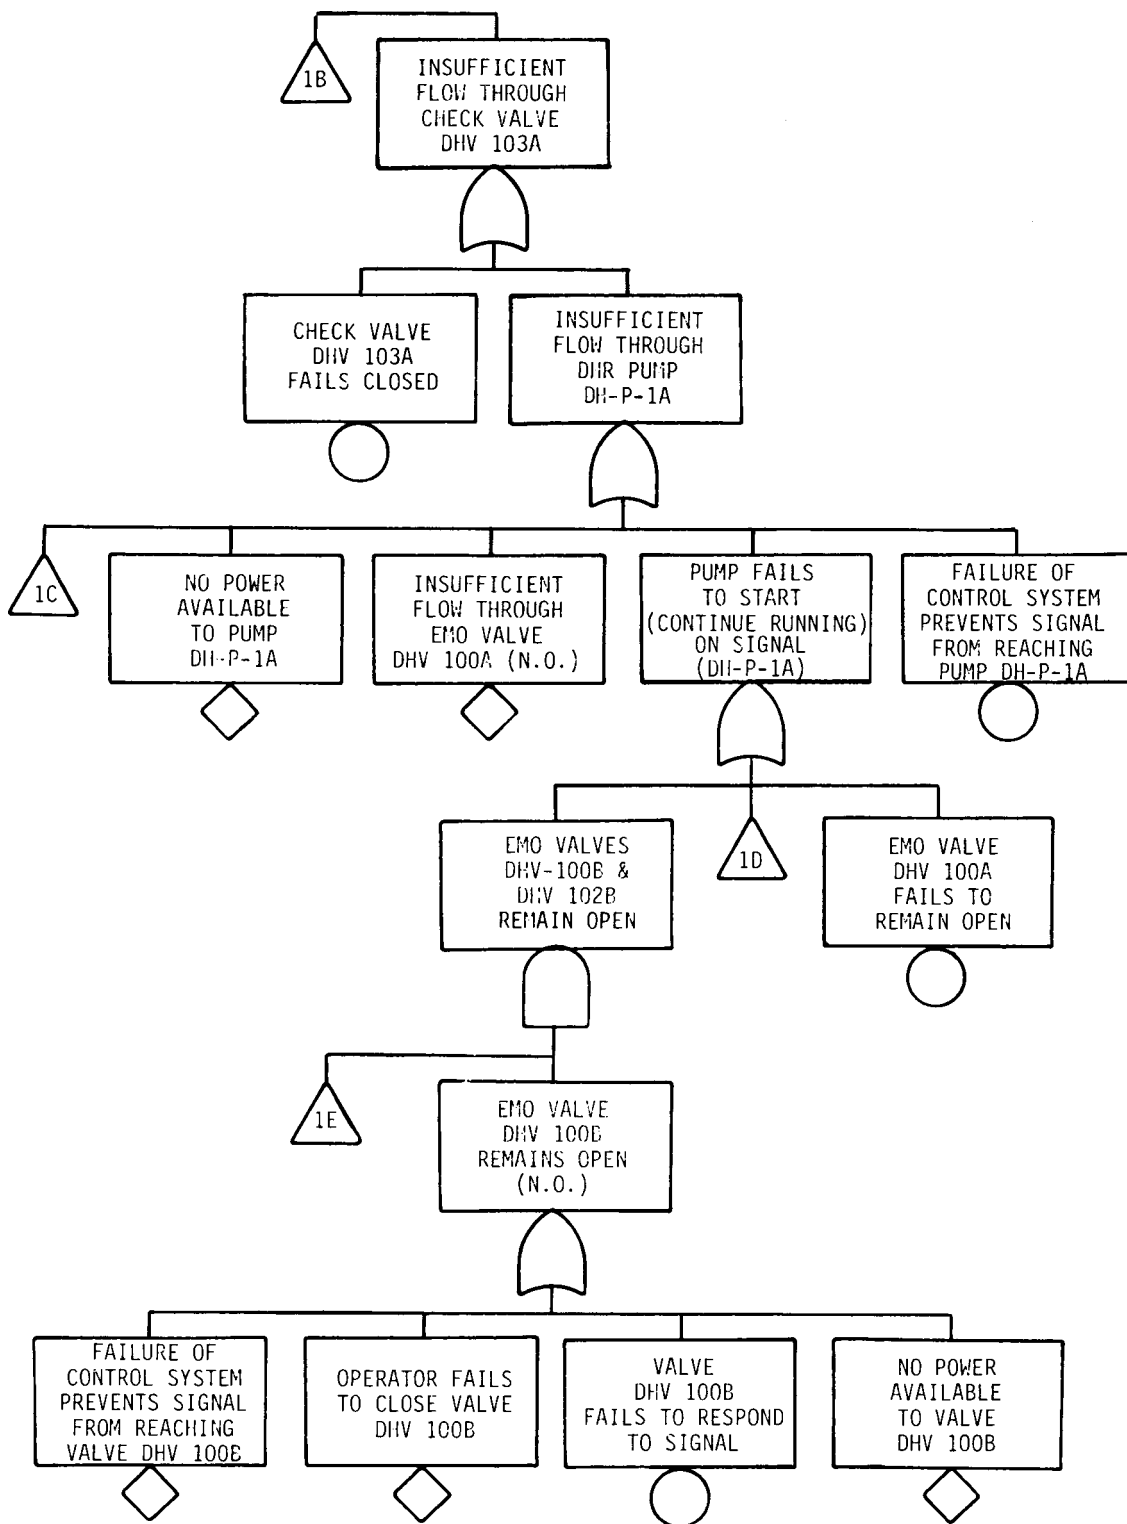 1B
INSUFFICIENT
FLOW THROUGH
CHECK VALVE
DHV 103A
CHECK VALVE
DHV 103A
FAILS CLOSED
INSUFFICIENT
FLOW THROUGH
DHR PUMP
DH-P-1A
1C
NO POWER
AVAILABLE
TO PUMP
DH-P-1A
INSUFFICIENT
FLOW THROUGH
EMO VALVE
DHV 100A (N.O.)
PUMP FAILS
TO START
(CONTINUE RUNNING)
ON SIGNAL
(DH-P-1A)
FAILURE OF
CONTROL SYSTEM
PREVENTS SIGNAL
FROM REACHING
PUMP DH-P-1A
EMO VALVES
DHV-100B &
DHV 102B
REMAIN OPEN
1D
EMO VALVE
DHV 100A
FAILS TO
REMAIN OPEN
1E
EMO VALVE
DHV 100B
REMAINS OPEN
(N.O.)
FAILURE OF
CONTROL SYSTEM
PREVENTS SIGNAL
FROM REACHING
VALVE DHV 100B
OPERATOR FAILS
TO CLOSE VALVE
DHV 100B
VALVE
DHV 100B
FAILS TO RESPOND
TO SIGNAL
NO POWER
AVAILABLE
TO VALVE
DHV 100B